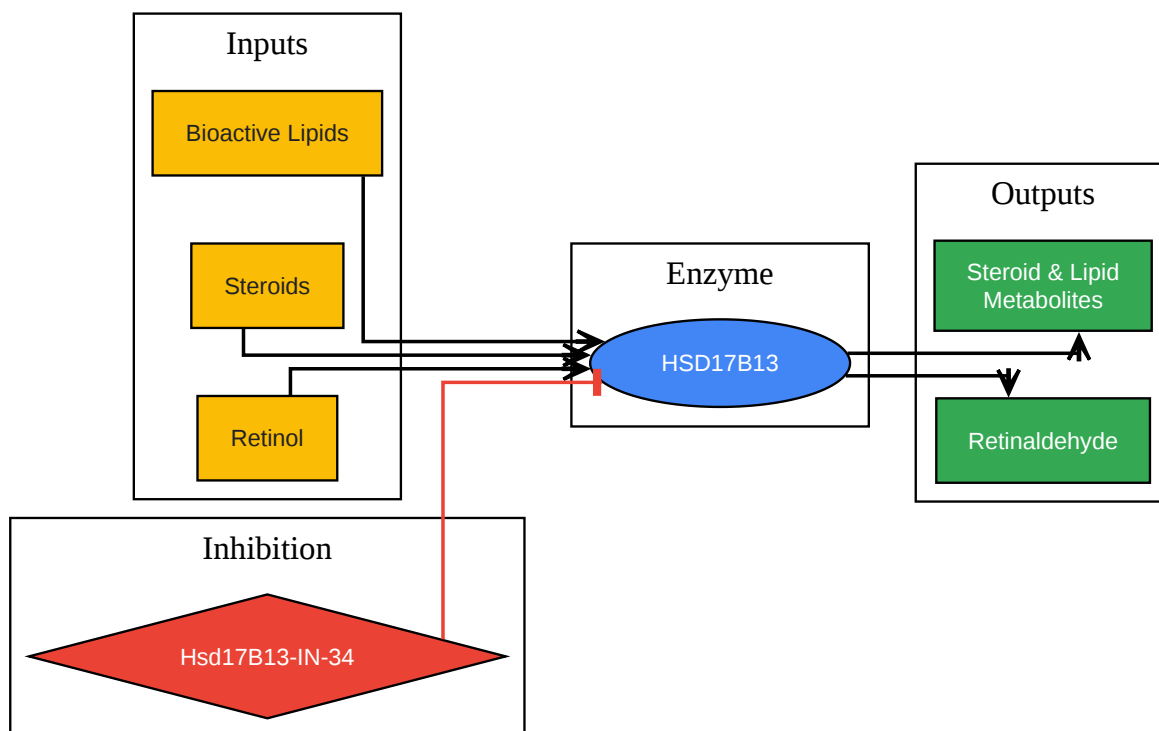 Inputs
Bioactive Lipids
Steroids
Retinol
Enzyme
HSD17B13
Outputs
Steroid & Lipid
Metabolites
Retinaldehyde
Inhibition
Hsd17B13-IN-34